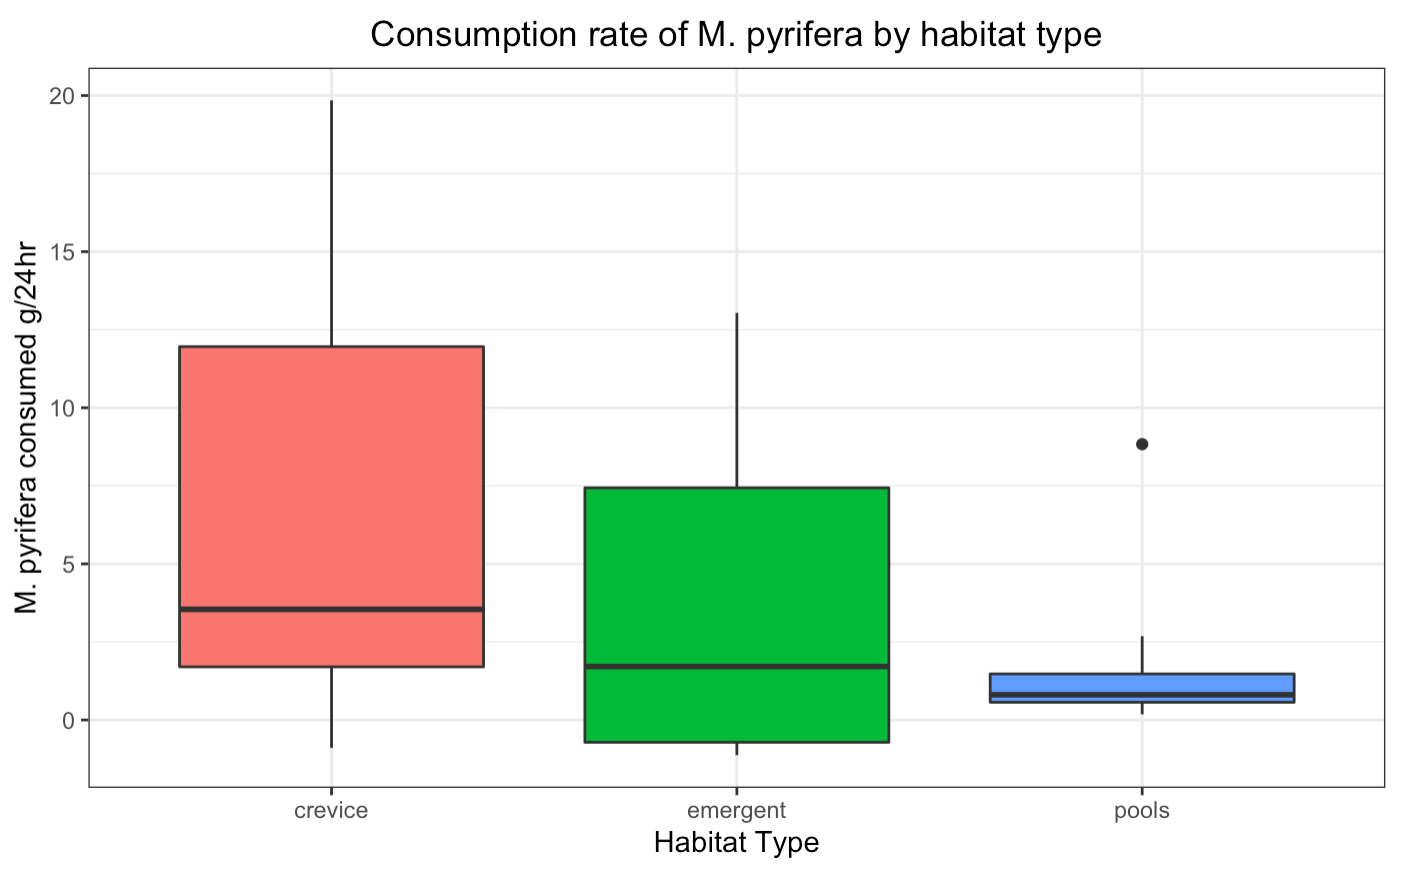 Consumption rate of M. pyrifera by habitat type
M. pyrifera consumed g/24hr
20
15
10
5
0
crevice emergent pools
Habitat Type